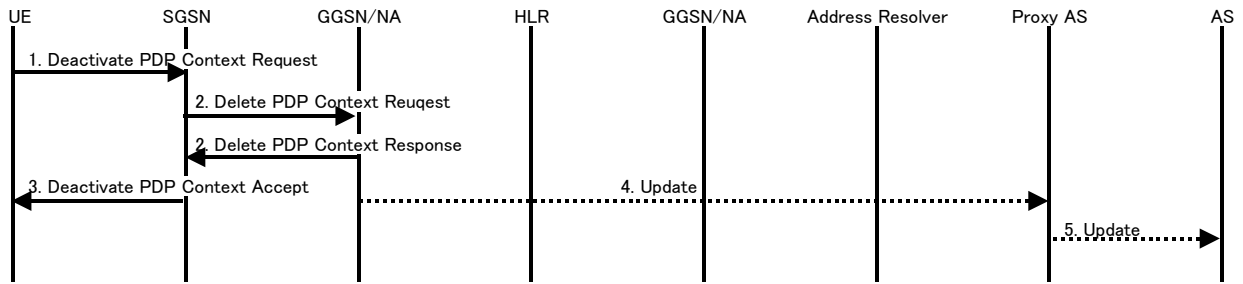 UE SGSN GGSN/NA HLR GGSN/NA Address Resolver Proxy AS AS
1. Deactivate PDP Context Request
2. Delete PDP Context Reuqest
2. Delete PDP Context Response
3. Deactivate PDP Context Accept 4. Update
5. Update